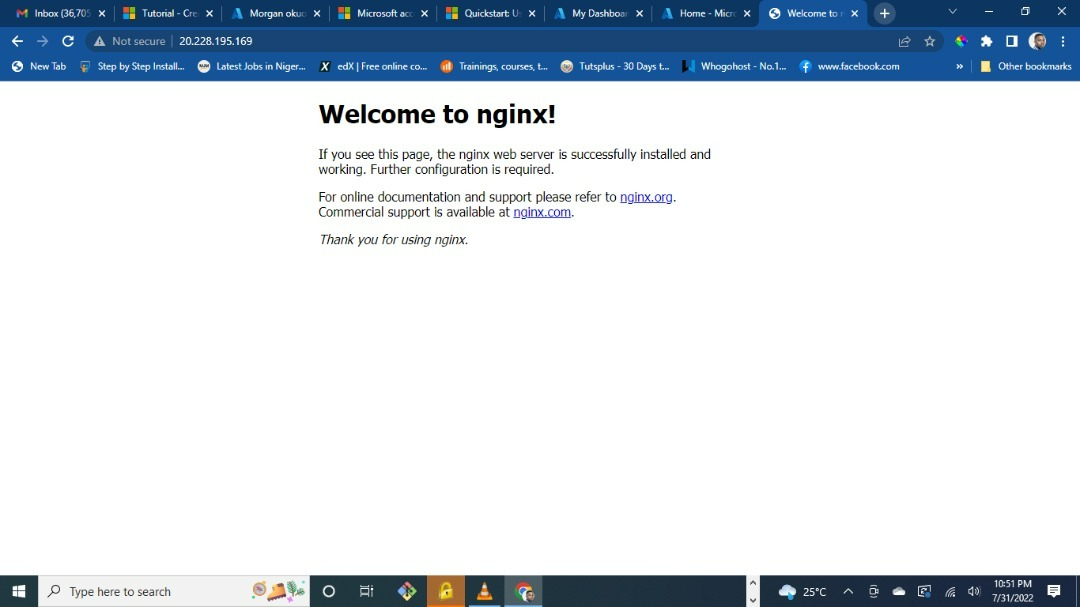 Inbox (36,705
Tutorial - Cre
Morgan okuo
Microsoft acc
Quickstart: Us
My Dashboar
Home - Micro
Welcome to n
Not secure
20.228.195.169
New Tab
Step by Step Install...
Latest Jobs in Niger...
edX | Free online co...
Trainings, courses, t...
Tutsplus - 30 Days t...
Whogohost - No.1...
www.facebook.com
»
Other bookmarks
Welcome to nginx!
If you see this page, the nginx web server is successfully installed and
working. Further configuration is required.
For online documentation and support please refer to nginx.org.
Commercial support is available at nginx.com.
Thank you for using nginx.
Type here to search
25°C
10:51 PM
7/31/2022